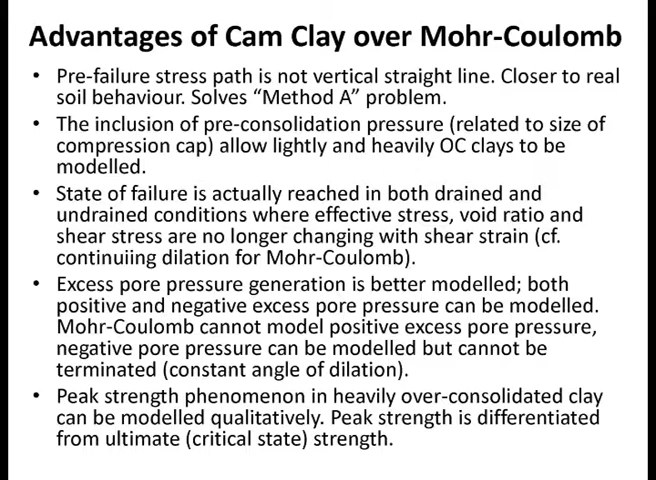 Advantages of Cam Clay over Mohr-Coulomb
• Pre-failure stress path is not vertical straight line. Closer to real
soil behaviour. Solves “Method A” problem.
• The inclusion of pre-consolidation pressure (related to size of
compression cap) allow lightly and heavily OC clays to be
modelled.
• State of failure is actually reached in both drained and
undrained conditions where effective stress, void ratio and
shear stress are no longer changing with shear strain (cf.
continuiing dilation for Mohr-Coulomb).
• Excess pore pressure generation is better modelled; both
positive and negative excess pore pressure can be modelled.
Mohr-Coulomb cannot model positive excess pore pressure,
negative pore pressure can be modelled but cannot be
terminated (constant angle of dilation).
• Peak strength phenomenon in heavily over-consolidated clay
can be modelled qualitatively. Peak strength is differentiated
from ultimate (critical state) strength.